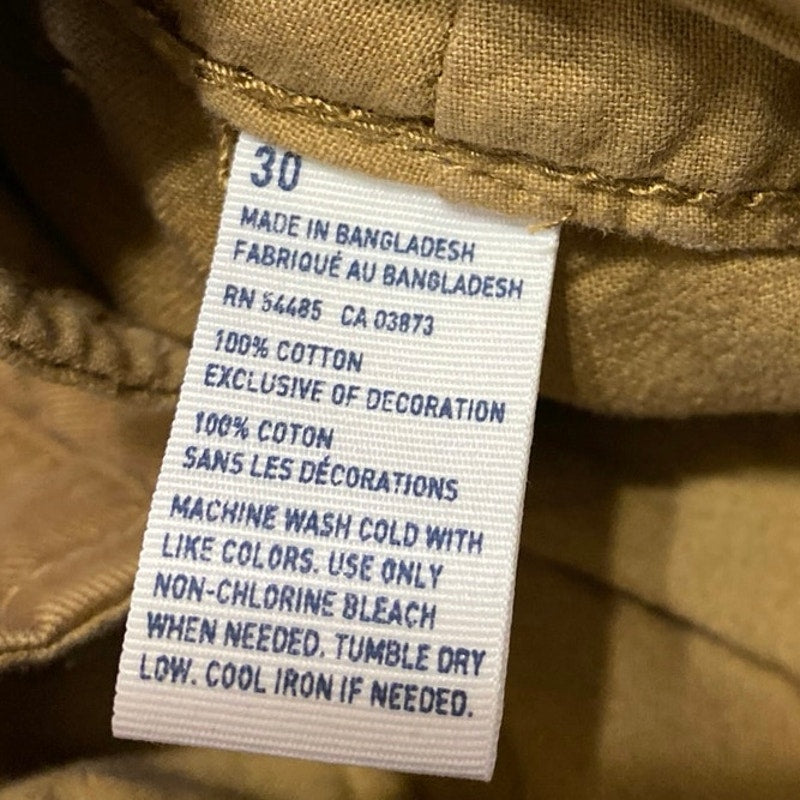 30
MADE IN BANGLADESH
FABRIQUÉ AU BANGLADESH
RN 54485 CA 03873
100% COTTON
EXCLUSIVE OF DECORATION
100% COTON
SANS LES DÉCORATIONS
MACHINE WASH COLD WITH
LIKE COLORS. USE ONLY
NON-CHLORINE BLEACH
WHEN NEEDED. TUMBLE DRY
LOW. COOL IRON IF NEEDED.